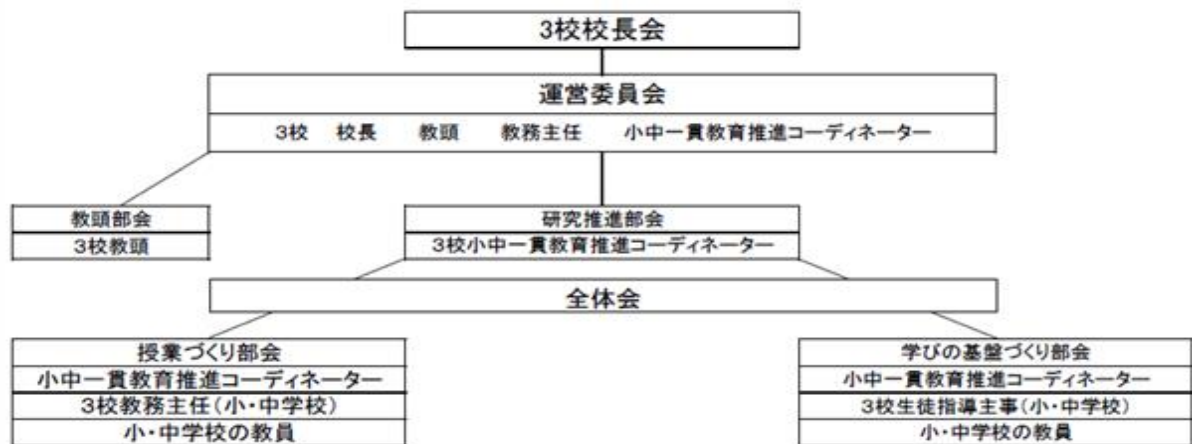 3校校長会
運営委員会
3校　校長　教頭　教務主任　小中一貫教育推進コーディネーター
教頭部会
3校教頭
研究推進部会
3校小中一貫教育推進コーディネーター
全体会
授業づくり部会
小中一貫教育推進コーディネーター
3校教務主任(小・中学校)
小・中学校の教員
学びの基盤づくり部会
小中一貫教育推進コーディネーター
3校生徒指導主事(小・中学校)
小・中学校の教員